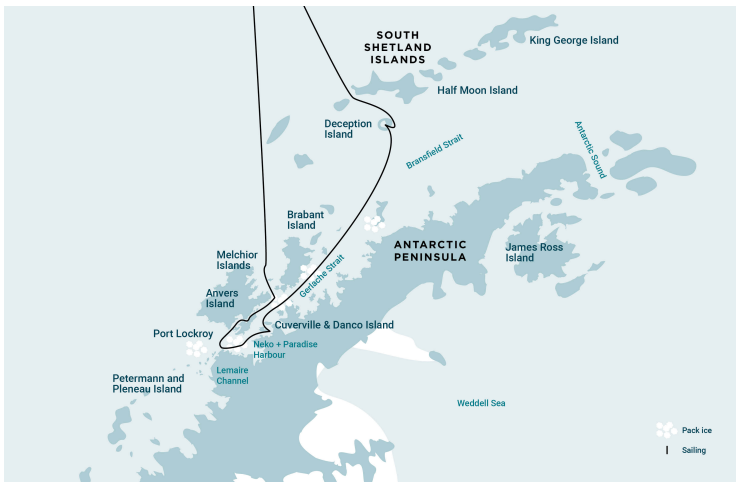 SOUTH
SHETLAND
ISLANDS
King George Island
Half Moon Island
Deception
Island
Bransfield Strait
Antarctic Sound
Brabant
Island
ANTARCTIC
PENINSULA
James Ross
Island
Melchior
Islands
Gerlache Strait
Anvers
Island
Cuverville & Danco Island
Port Lockroy
Neko + Paradise
Harbour
Lemaire
Channel
Petermann and
Pleneau Island
Weddell Sea
Pack ice
Sailing